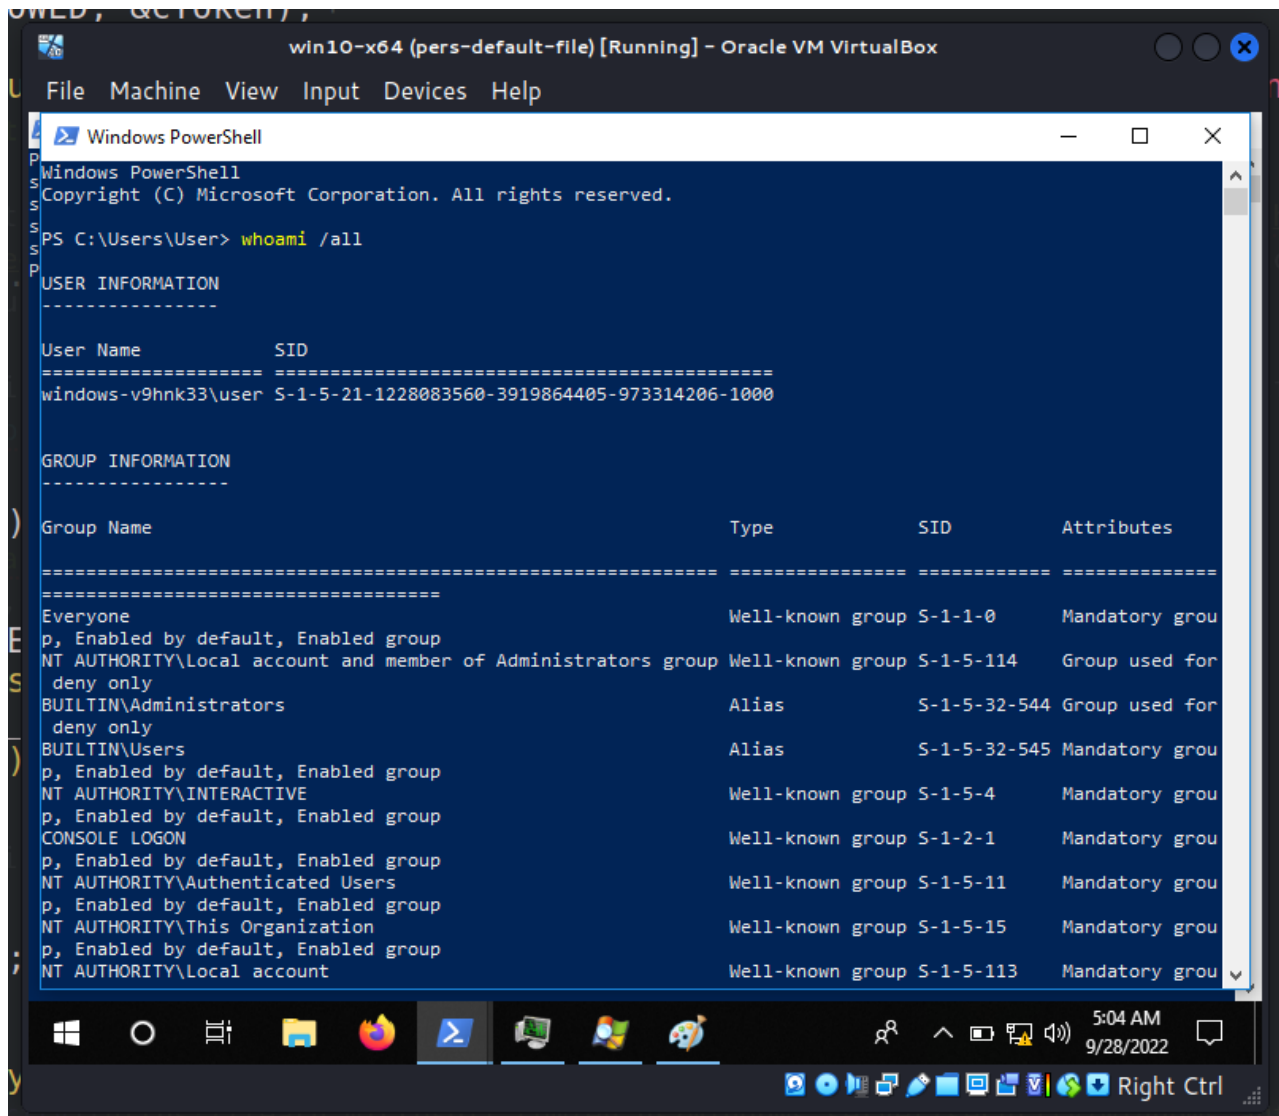 OWED, &cToken);
win10-x64 (pers-default-file) [Running] - Oracle VM VirtualBox
File Machine View Input Devices Help
Windows PowerShell
Windows PowerShell
Copyright (C) Microsoft Corporation. All rights reserved.
PS C:\Users\User> whoami /all
USER INFORMATION
----------------
User Name SID
==================== =============================================
windows-v9hnk33\user S-1-5-21-1228083560-3919864405-973314206-1000
GROUP INFORMATION
-----------------
Group Name Type SID Attributes
============================================================= ================ ============ ==============
====================================
Everyone Well-known group S-1-1-0 Mandatory grou
p, Enabled by default, Enabled group
NT AUTHORITY\Local account and member of Administrators group Well-known group S-1-5-114 Group used for
deny only
BUILTIN\Administrators Alias S-1-5-32-544 Group used for
deny only
BUILTIN\Users Alias S-1-5-32-545 Mandatory grou
p, Enabled by default, Enabled group
NT AUTHORITY\INTERACTIVE Well-known group S-1-5-4 Mandatory grou
p, Enabled by default, Enabled group
CONSOLE LOGON Well-known group S-1-2-1 Mandatory grou
p, Enabled by default, Enabled group
NT AUTHORITY\Authenticated Users Well-known group S-1-5-11 Mandatory grou
p, Enabled by default, Enabled group
NT AUTHORITY\This Organization Well-known group S-1-5-15 Mandatory grou
p, Enabled by default, Enabled group
NT AUTHORITY\Local account Well-known group S-1-5-113 Mandatory grou
5:04 AM
9/28/2022
Right Ctrl